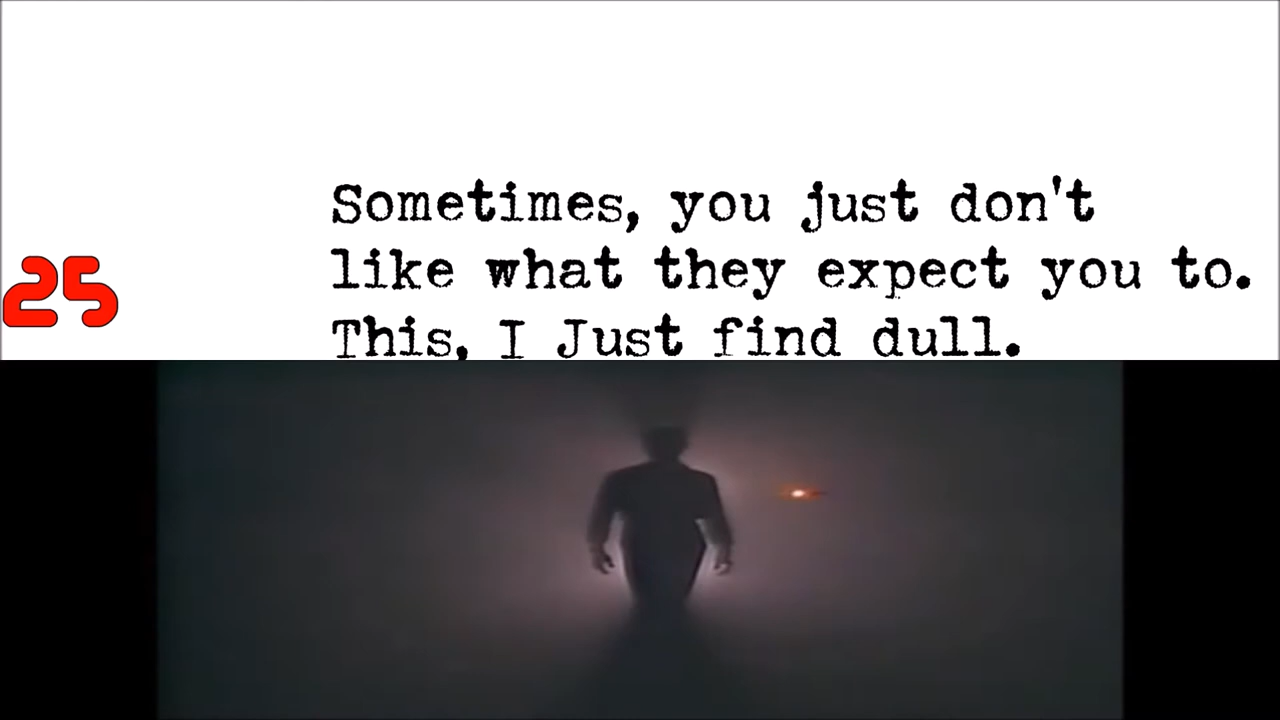 Sometimes, you just don't
like what they expect you to.
25
This, I Just find dull.